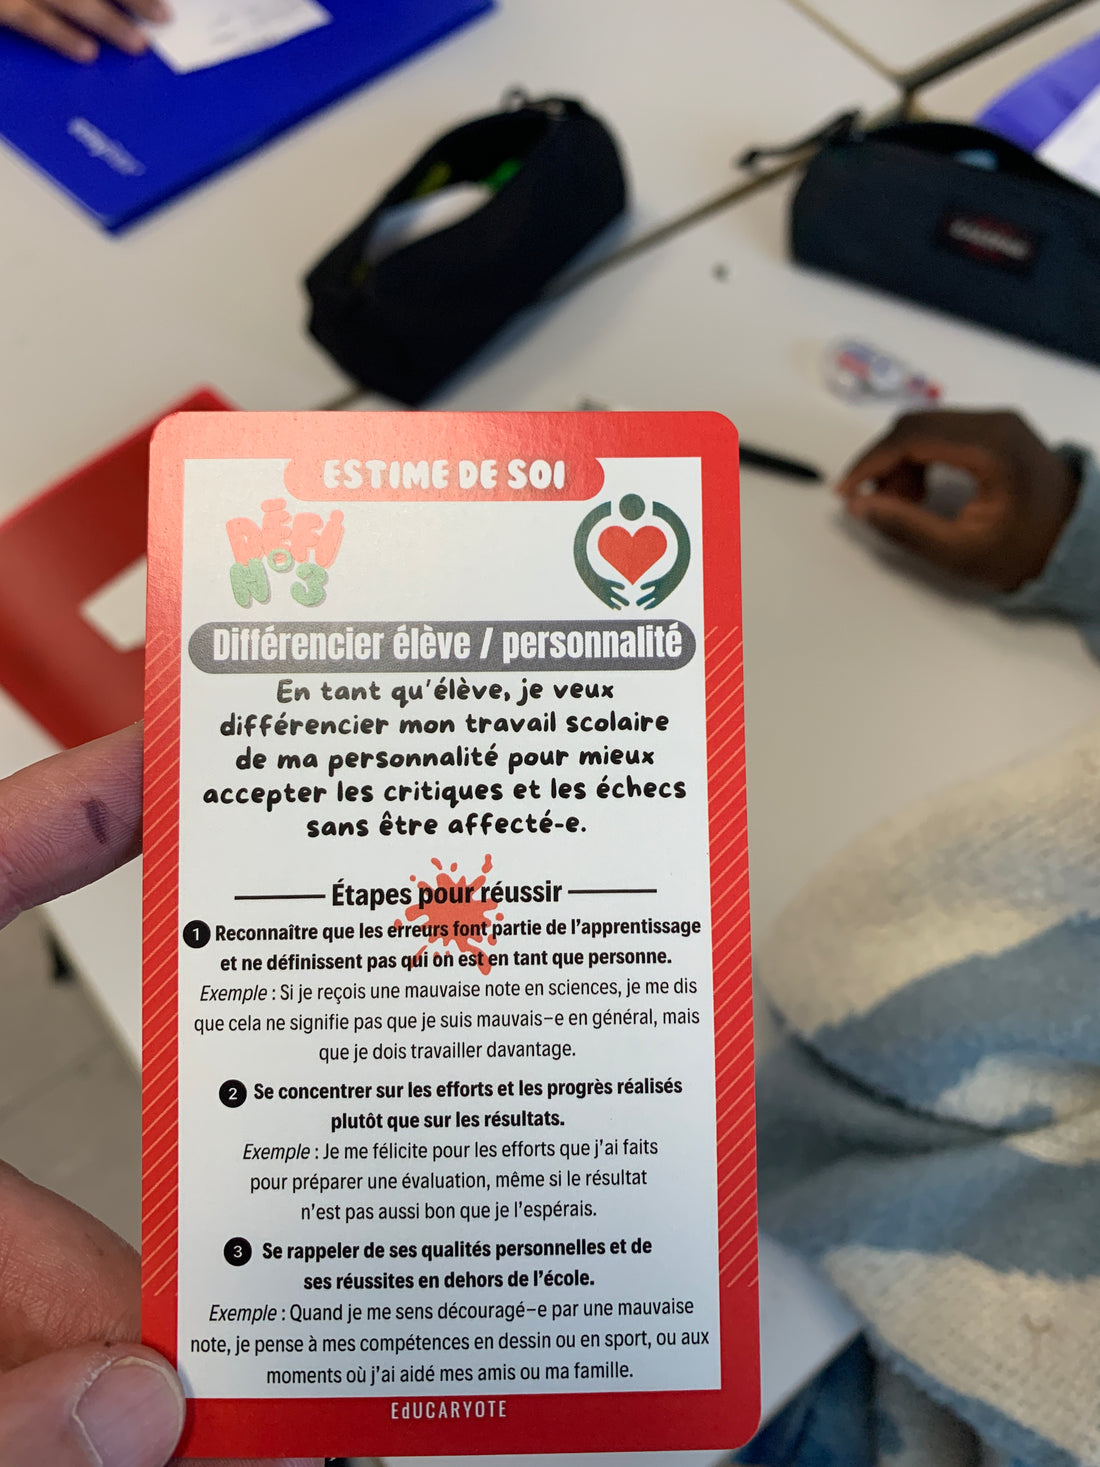 ESTIME DE SOI
DÉFI
N°3
Différencier élève / personnalité
En tant qu'élève, je veux
différencier mon travail scolaire
de ma personnalité pour mieux
accepter les critiques et les échecs
sans être affecté-e.
Étapes pour réussir
1 Reconnaître que les erreurs font partie de l'apprentissage
et ne définissent pas qui on est en tant que personne.
Exemple : Si je reçois une mauvaise note en sciences, je me dis
que cela ne signifie pas que je suis mauvais-e en général, mais
que je dois travailler davantage.
2 Se concentrer sur les efforts et les progrès réalisés
plutôt que sur les résultats.
Exemple : Je me félicite pour les efforts que j'ai faits
pour préparer une évaluation, même si le résultat
n'est pas aussi bon que je l'espérais.
3 Se rappeler de ses qualités personnelles et de
ses réussites en dehors de l'école.
Exemple : Quand je me sens découragé-e par une mauvaise
note, je pense à mes compétences en dessin ou en sport, ou aux
moments où j'ai aidé mes amis ou ma famille.
EdUCARYOTE